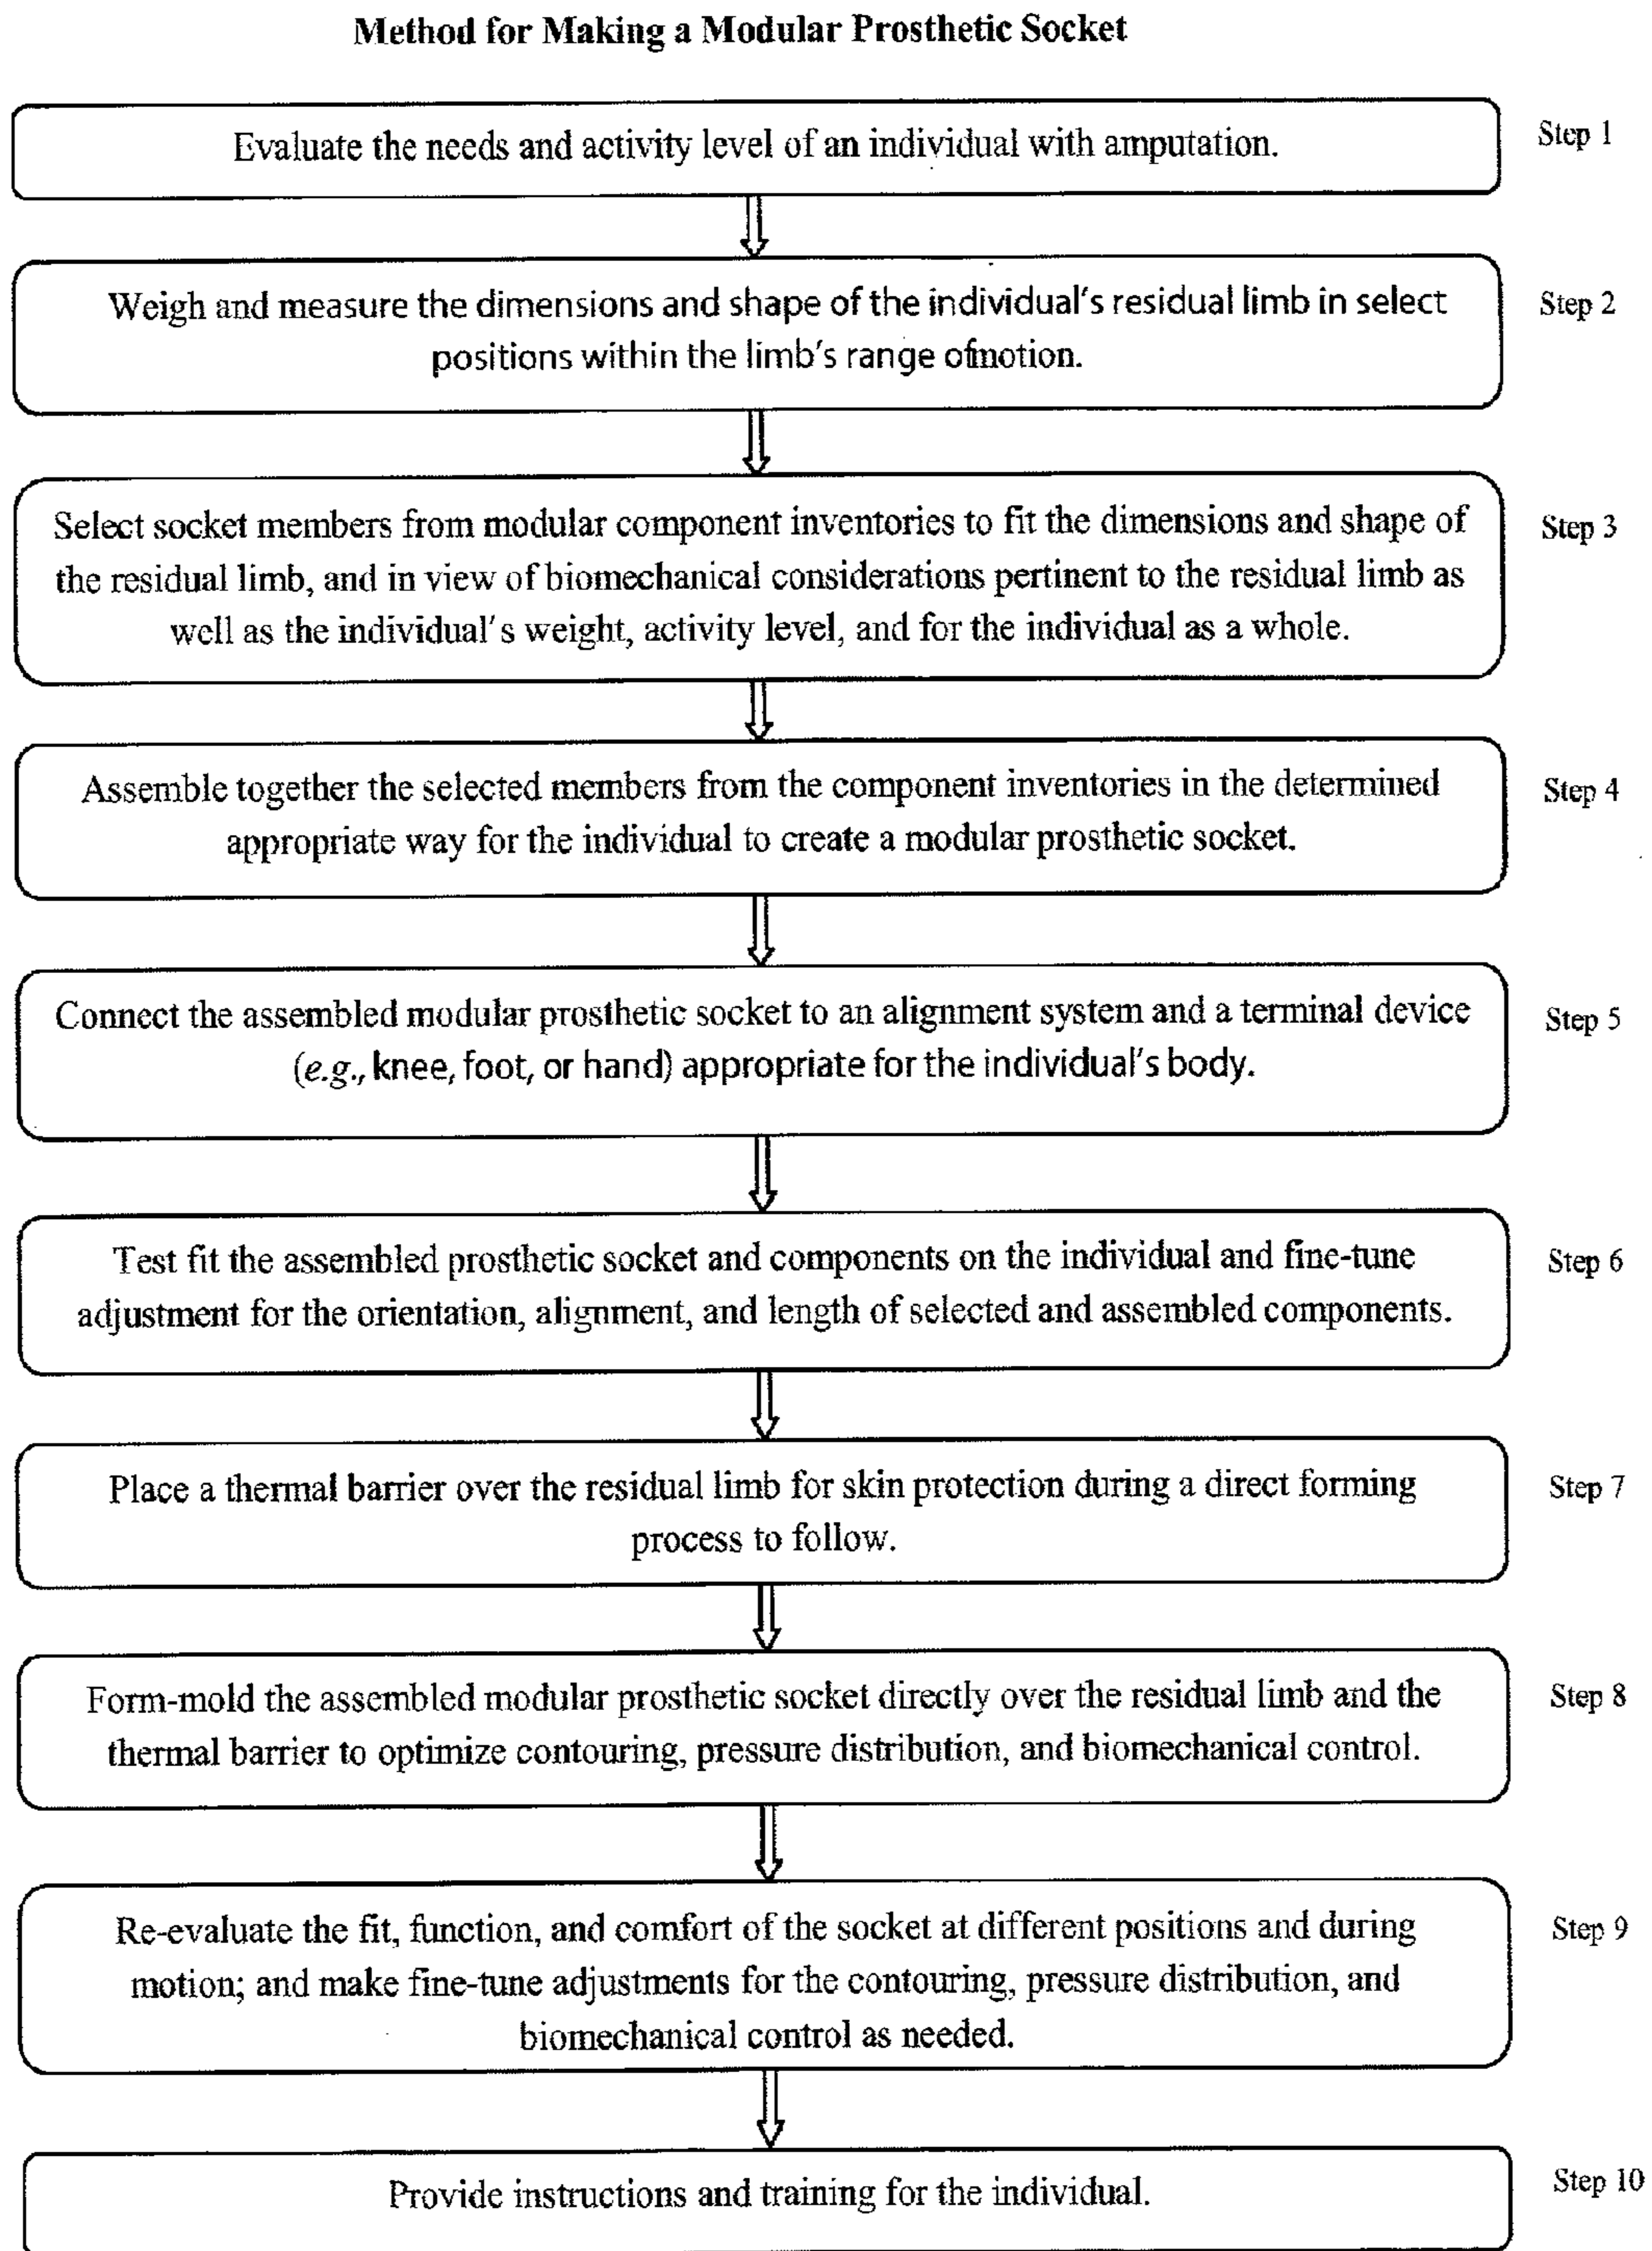 Method for Making a Modular Prosthetic Socket
Evaluate the needs and activity level of an individual with amputation.
Step 1
Weigh and measure the dimensions and shape of the individual's residual limb in select
positions within the limb's range ofmotion.
Step 2
Select socket members from modular component inventories to fit the dimensions and shape of
the residual limb, and in view of biomechanical considerations pertinent to the residual limb as
well as the individual's weight, activity level, and for the individual as a whole.
Step 3
Assemble together the selected members from the component inventories in the determined
appropriate way for the individual to create a modular prosthetic socket.
Step 4
Connect the assembled modular prosthetic socket to an alignment system and a terminal device
(e.g., knee, foot, or hand) appropriate for the individual's body.
Step 5
Test fit the assembled prosthetic socket and components on the individual and fine-tune
adjustment for the orientation, alignment, and length of selected and assembled components.
Step 6
Place a thermal barrier over the residual limb for skin protection during a direct forming
process to follow.
Step 7
Form-mold the assembled modular prosthetic socket directly over the residual limb and the
thermal barrier to optimize contouring, pressure distribution, and biomechanical control.
Step 8
Re-evaluate the fit, function, and comfort of the socket at different positions and during
motion; and make fine-tune adjustments for the contouring, pressure distribution, and
biomechanical control as needed.
Step 9
Provide instructions and training for the individual.
Step 10